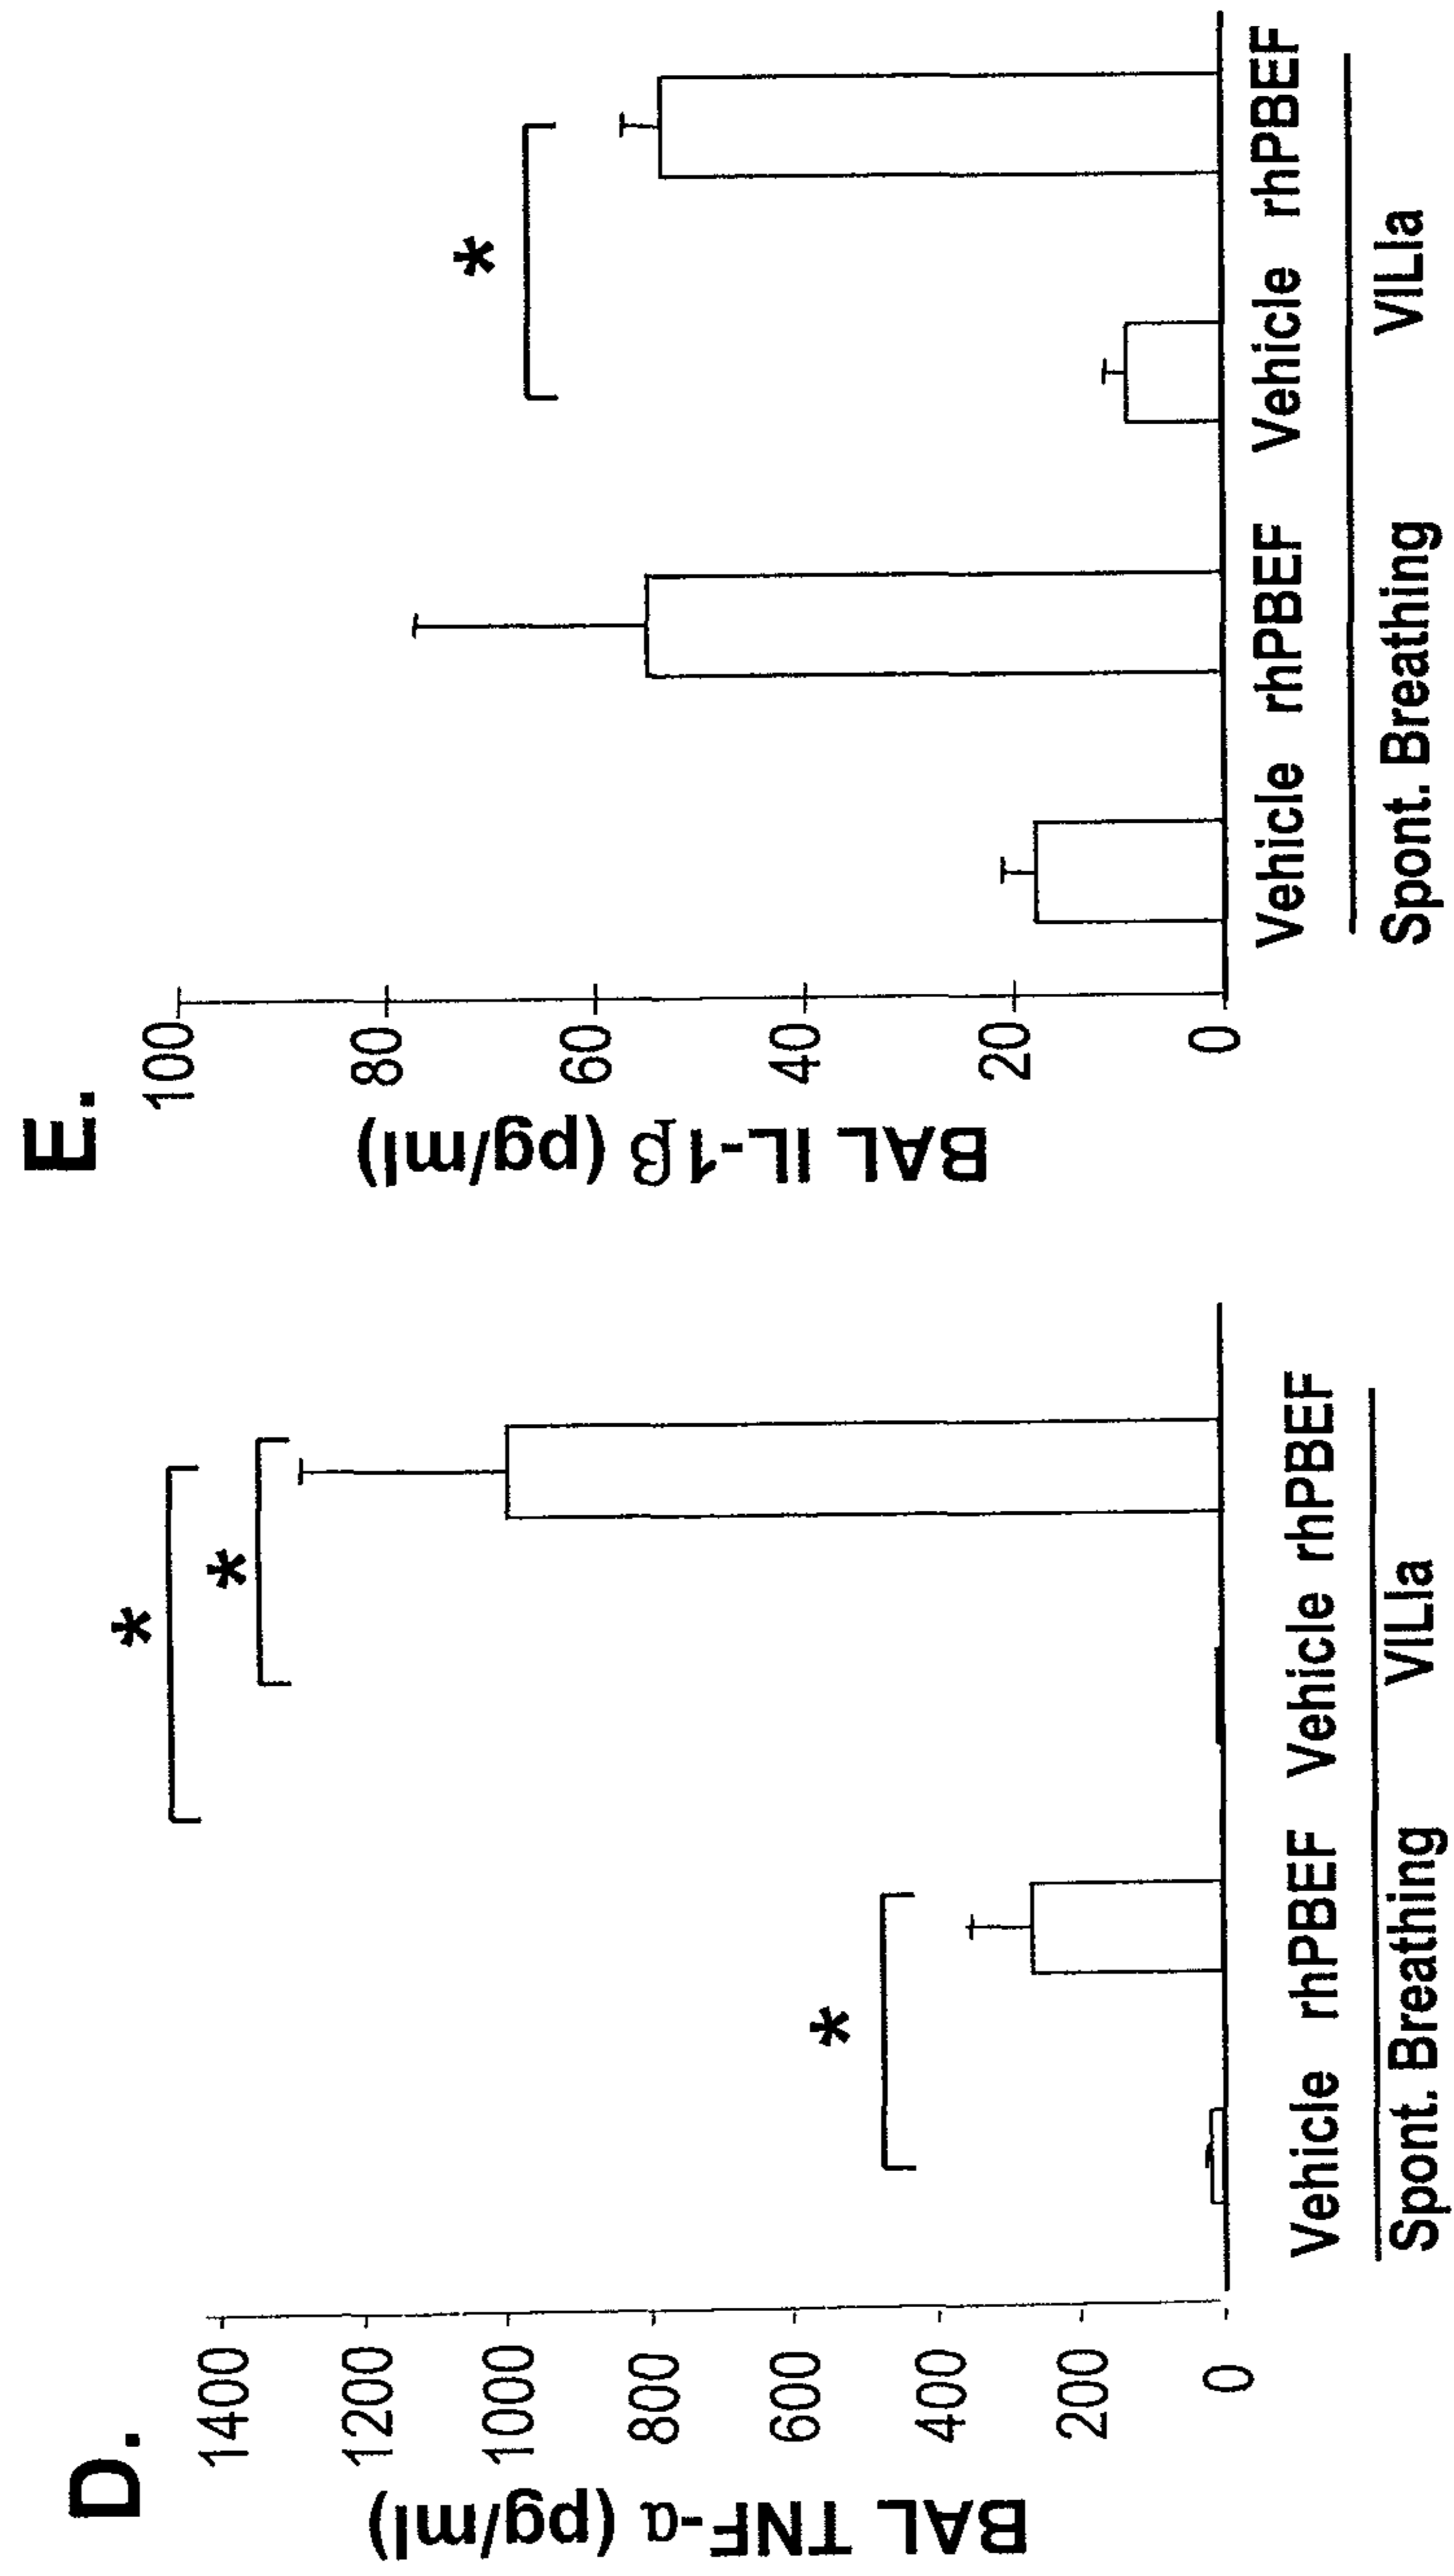 D.
BAL TNF-α (pg/ml)
1400
1200
1000
800
600
400
200
0
*
*
*
Vehicle rhPBEF Vehicle rhPBEF
Spont. Breathing VILIa
E.
BAL IL-1β (pg/ml)
100
80
60
40
20
0
*
Vehicle rhPBEF Vehicle rhPBEF
Spont. Breathing VILIa